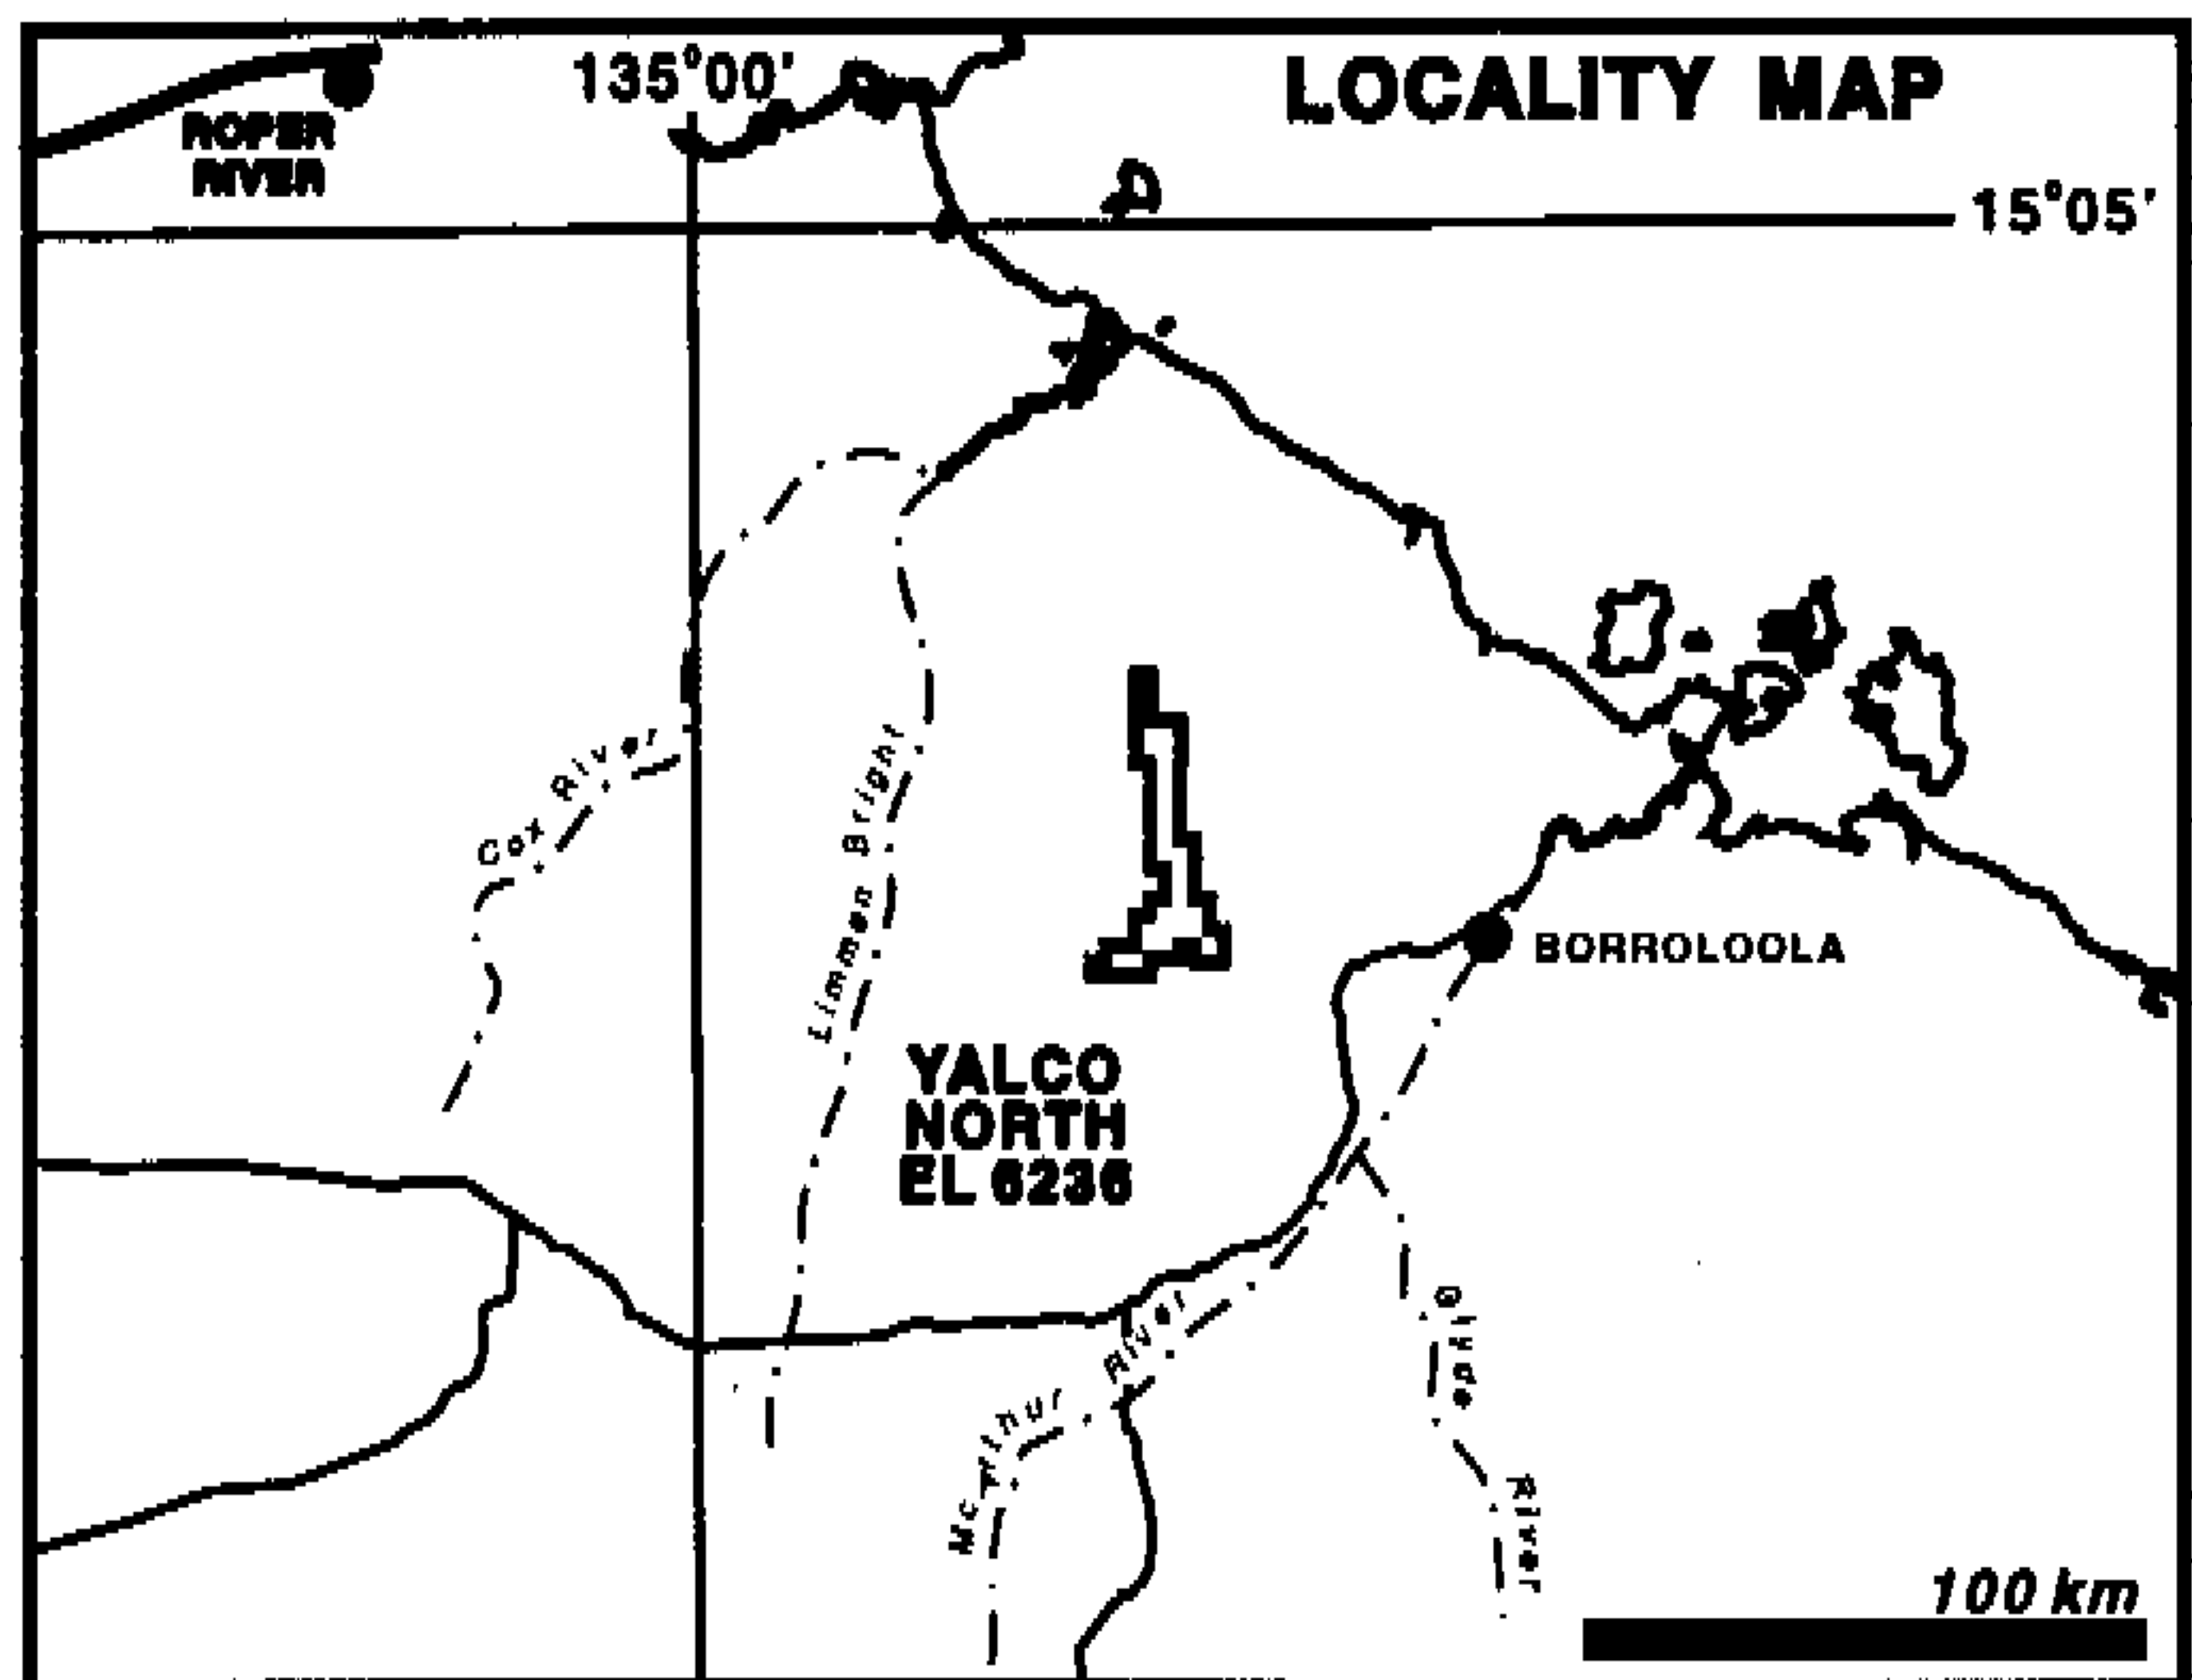 LOCALITY MAP
135°00'
ROPER
RIVER
15°05'
Cox River
Limmen Bight
BORROLOOLA
YALCO
NORTH
EL 6236
McArthur River
River
100 km